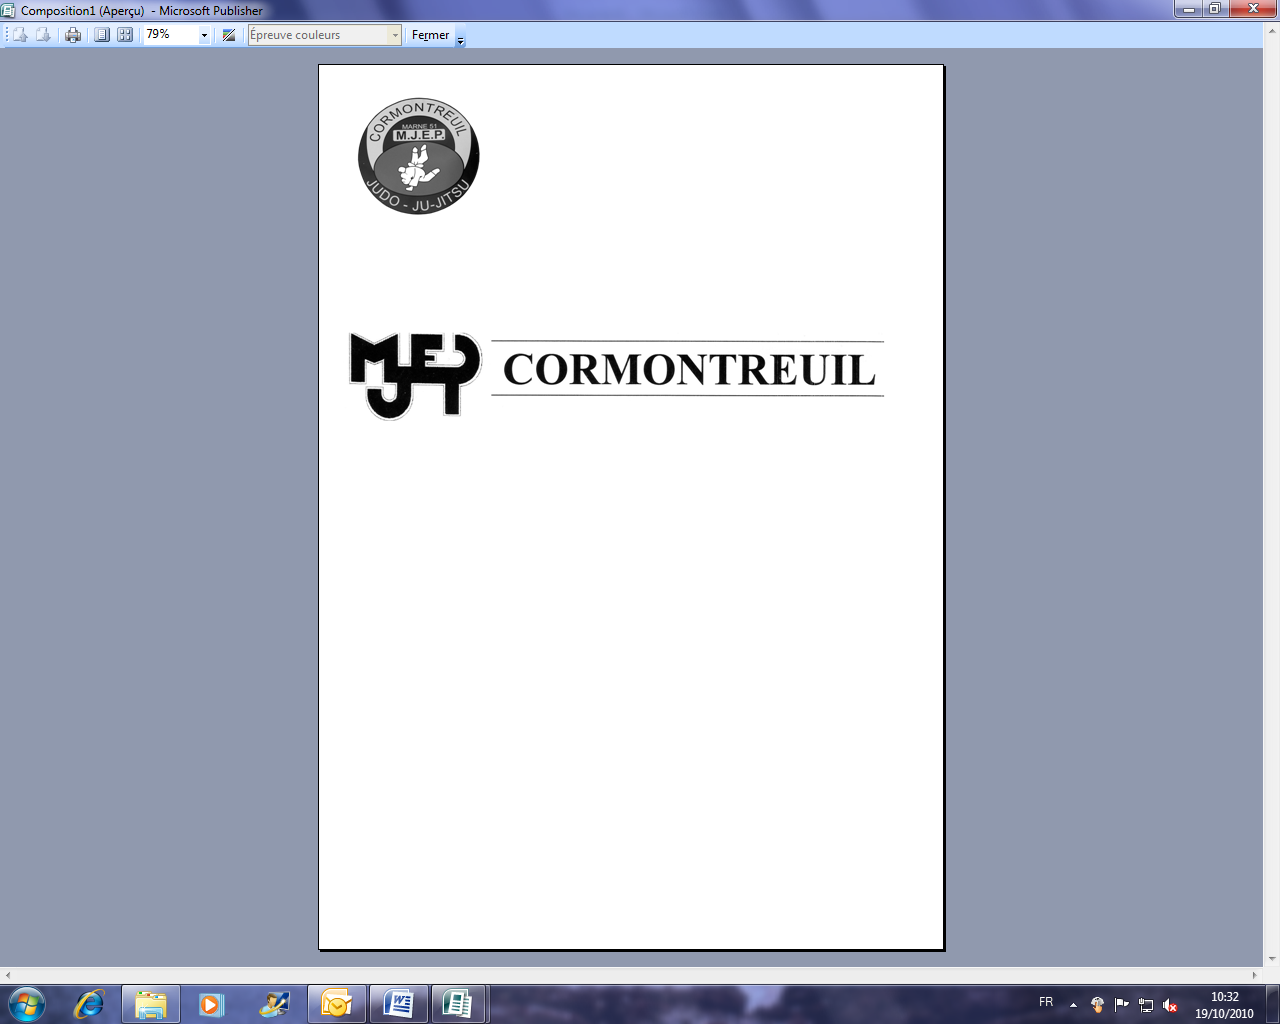 Composition1 (Aperçu) - Microsoft Publisher
79%
Épreuve couleurs
Fermer
CORMONTREUIL
MARNE 51
M.J.E.P.
JUDO - JU-JITSU
MJEP
CORMONTREUIL
FR
10:32
19/10/2010